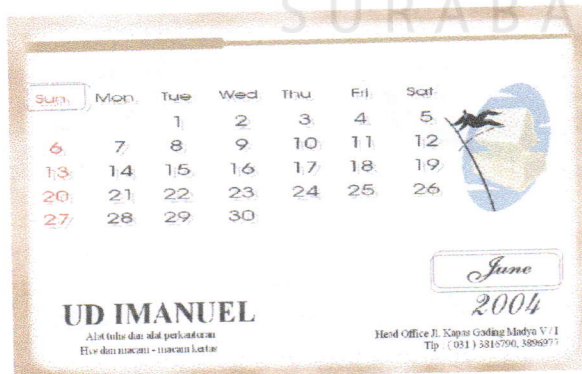 SURABA
Sun Mon Tue Wed Thu Fri Sat
1 2 3 4 5
6 7 8 9 10 11 12
13 14 15 16 17 18 19
20 21 22 23 24 25 26
27 28 29 30
June
2004
UD IMANUEL
Alat tulis dan alat perkantoran
Hvs dan macam - macam kertas
Head Office Jl. Kapas Gading Madya V / I
Tlp : ( 031 ) 3816790, 3896977